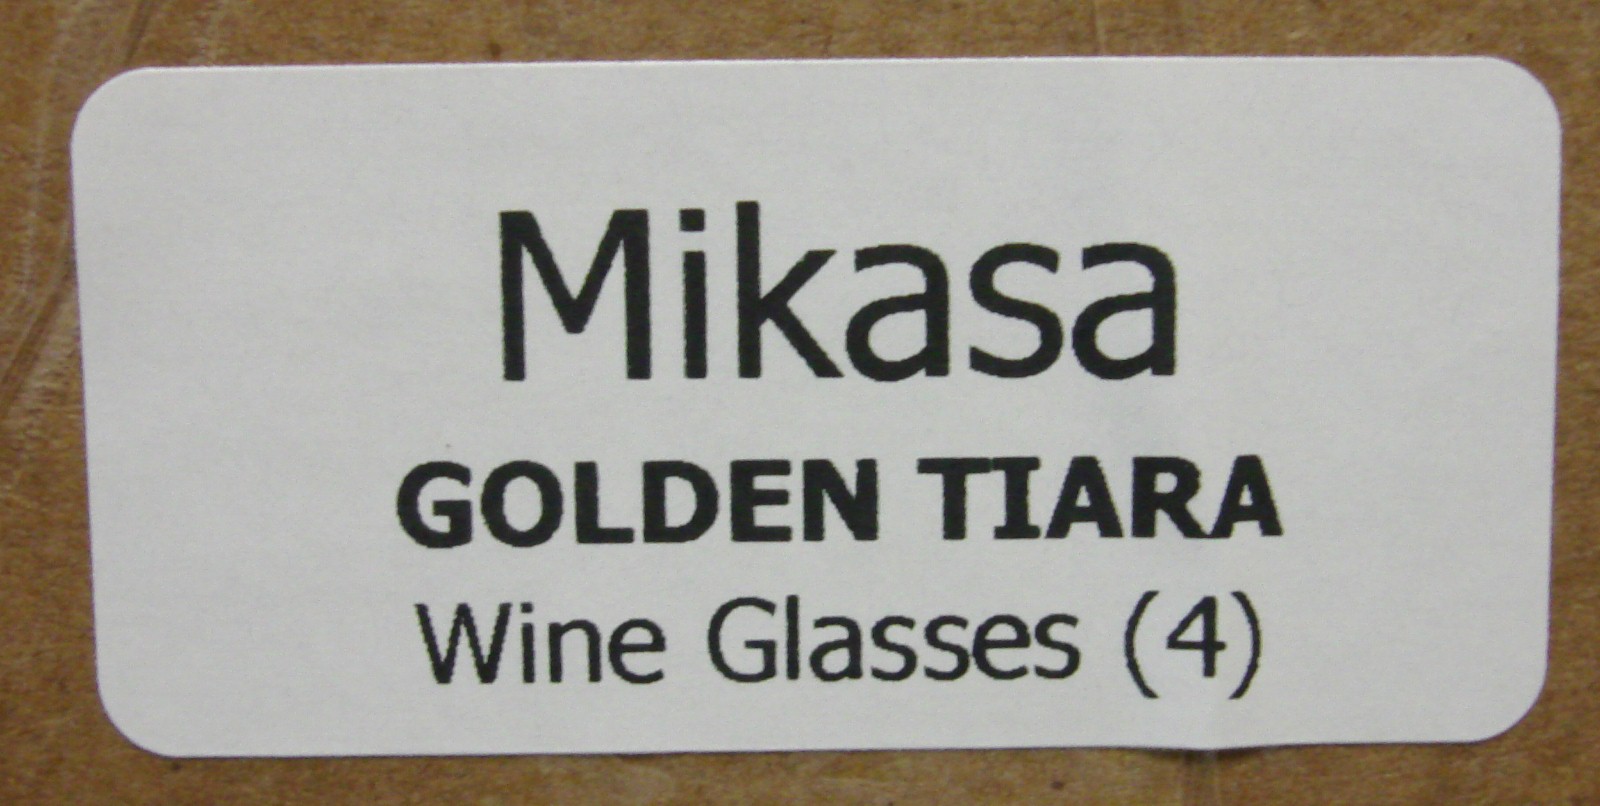 Mikasa
GOLDEN TIARA
Wine Glasses (4)